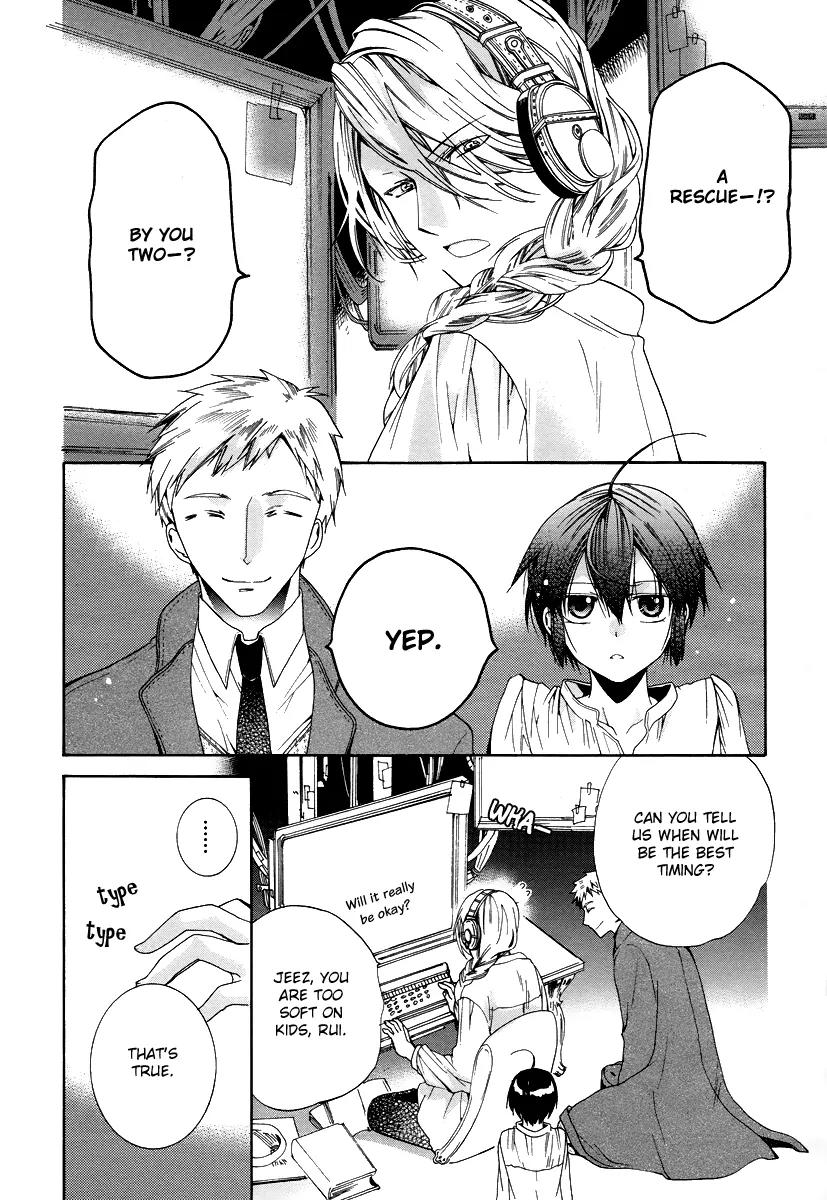 A
RESCUE—!?
BY YOU
TWO—?
YEP.
CAN YOU TELL
US WHEN WILL
BE THE BEST
TIMING?
WHA—
Will it really
be okay?
JEEZ, YOU
ARE TOO
SOFT ON
KIDS, RUI.
......
type
type
THAT'S
TRUE.